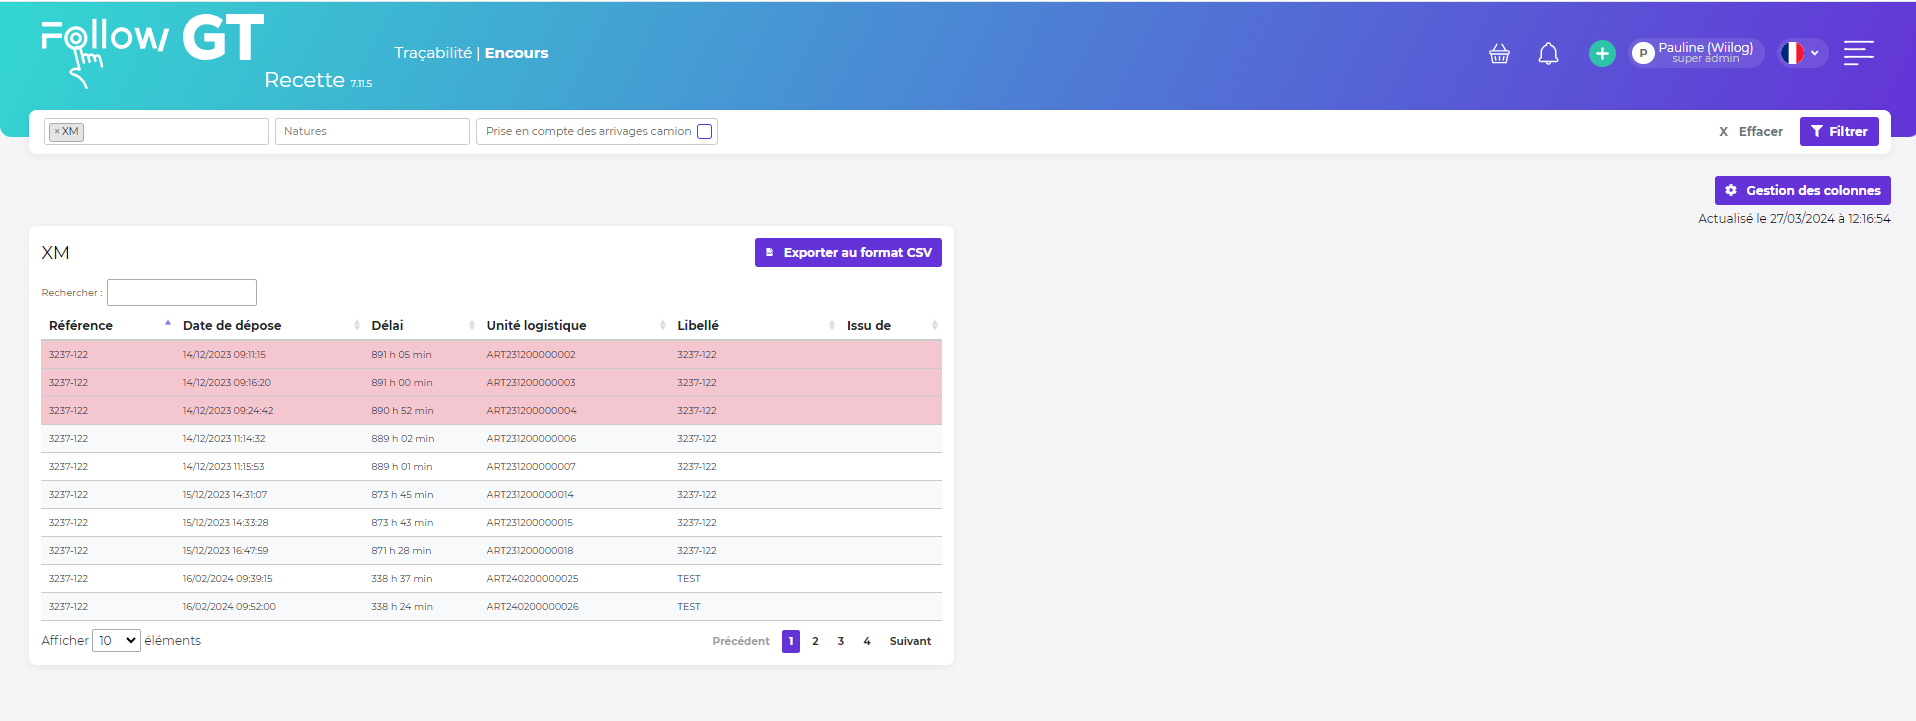 Follow GT
Recette 7.11.5
Traçabilité | Encours
P
Pauline (Wiilog)
super admin
× XM
Natures
Prise en compte des arrivages camion
X Effacer
Filtrer
Gestion des colonnes
Actualisé le 27/03/2024 à 12:16:54
XM
Exporter au format CSV
Rechercher :
Référence Date de dépose Délai Unité logistique Libellé Issu de
3237-122 14/12/2023 09:11:15 891 h 05 min ART231200000002 3237-122
3237-122 14/12/2023 09:16:20 891 h 00 min ART231200000003 3237-122
3237-122 14/12/2023 09:24:42 890 h 52 min ART231200000004 3237-122
3237-122 14/12/2023 11:14:32 889 h 02 min ART231200000006 3237-122
3237-122 14/12/2023 11:15:53 889 h 01 min ART231200000007 3237-122
3237-122 15/12/2023 14:31:07 873 h 45 min ART231200000014 3237-122
3237-122 15/12/2023 14:33:28 873 h 43 min ART231200000015 3237-122
3237-122 15/12/2023 16:47:59 871 h 28 min ART231200000018 3237-122
3237-122 16/02/2024 09:39:15 338 h 37 min ART240200000025 TEST
3237-122 16/02/2024 09:52:00 338 h 24 min ART240200000026 TEST
Afficher 10 éléments
Précédent 1 2 3 4 Suivant